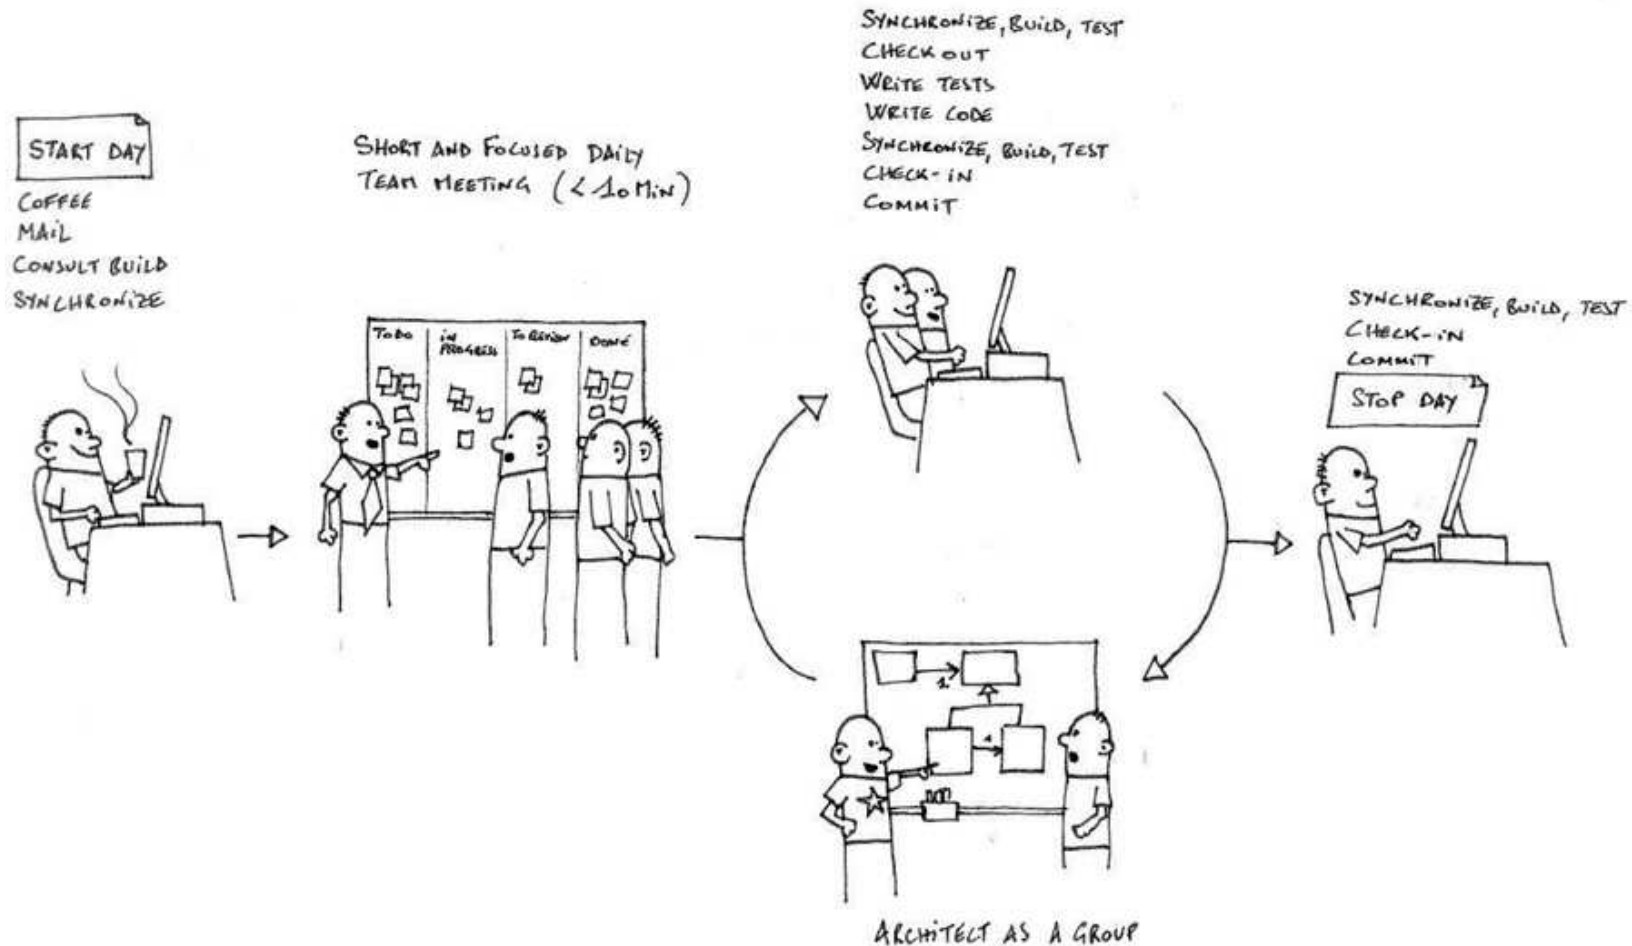 START DAY
COFFEE
MAiL
CONSULT BUiLD
SYNCHRONiZE
SHORT AND FOCUSED DAiLY
TEAM MEETiNG (< 10 MiN)
TO DO
iN
PROGRESS
TO REViEW
DONE
SYNCHRONiZE, BUiLD, TEST
CHECK OUT
WRiTE TESTS
WRiTE CODE
SYNCHRONiZE, BUiLD, TEST
CHECK-iN
COMMiT
ARCHiTECT AS A GROUP
SYNCHRONiZE, BUiLD, TEST
CHECK-iN
COMMiT
STOP DAY